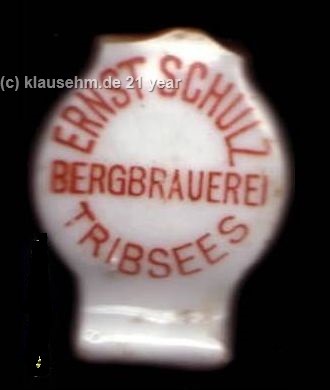 ERNST SCHULZ
(c) klausehm.de 21 year
BERGBRAUEREI
TRIBSEES